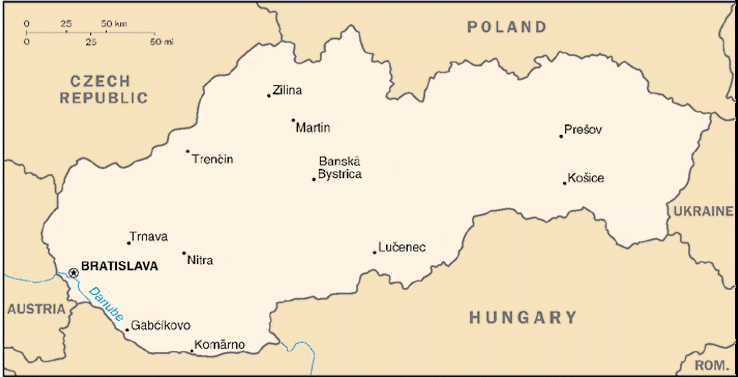 0 25 50 km
0 25 50 mi
POLAND
CZECH
REPUBLIC
Zilina
Martin
Prešov
Trenčin
Banská
Bystrica
Košice
UKRAINE
Trnava
Nitra
Lučenec
BRATISLAVA
Danube
AUSTRIA
Gabčíkovo
HUNGARY
Komárno
ROM.